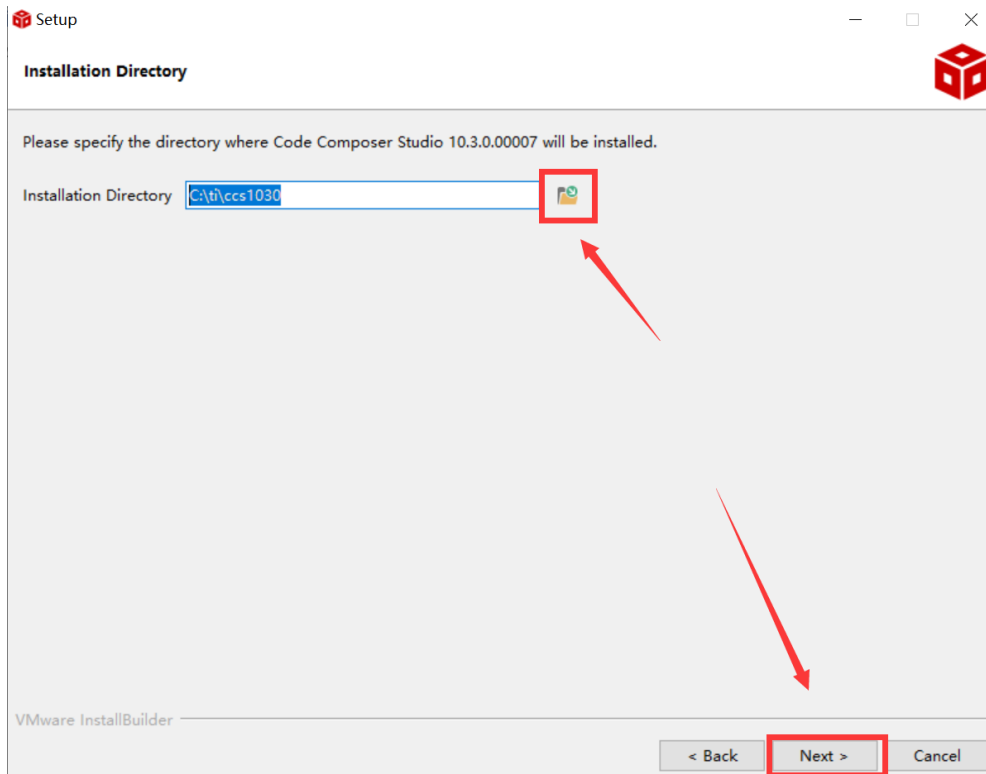 Setup
Installation Directory
Please specify the directory where Code Composer Studio 10.3.0.00007 will be installed.
Installation Directory C:\ti\ccs1030
VMware InstallBuilder
< Back Next > Cancel